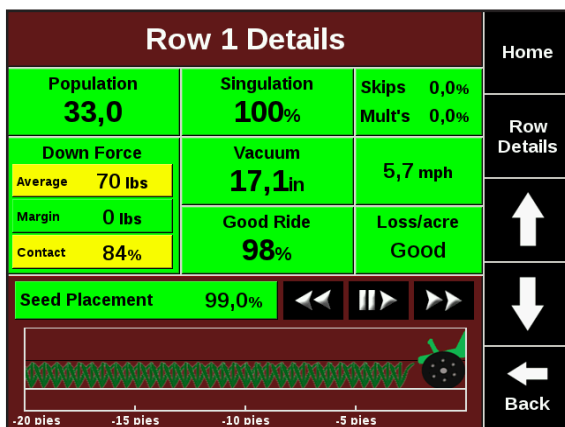 Row 1 Details
Home
Population
33,0
Singulation
100%
Skips 0,0%
Mult's 0,0%
Row
Details
Down Force
Average 70 lbs
Margin 0 lbs
Contact 84%
Vacuum
17,1in
5,7 mph
Good Ride
98%
Loss/acre
Good
Seed Placement 99,0%
-20 pies -15 pies -10 pies -5 pies
Back